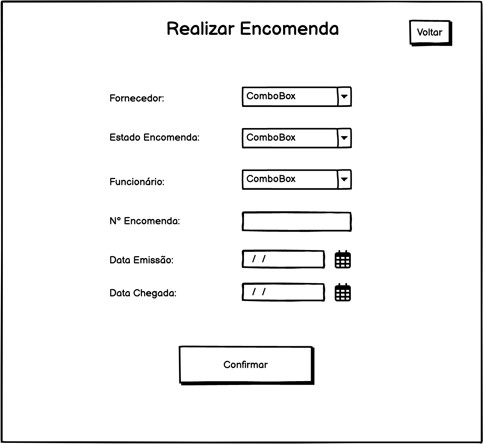 Realizar Encomenda
Voltar
Fornecedor: ComboBox
Estado Encomenda: ComboBox
Funcionário: ComboBox
Nº Encomenda:
Data Emissão: / /
Data Chegada: / /
Confirmar